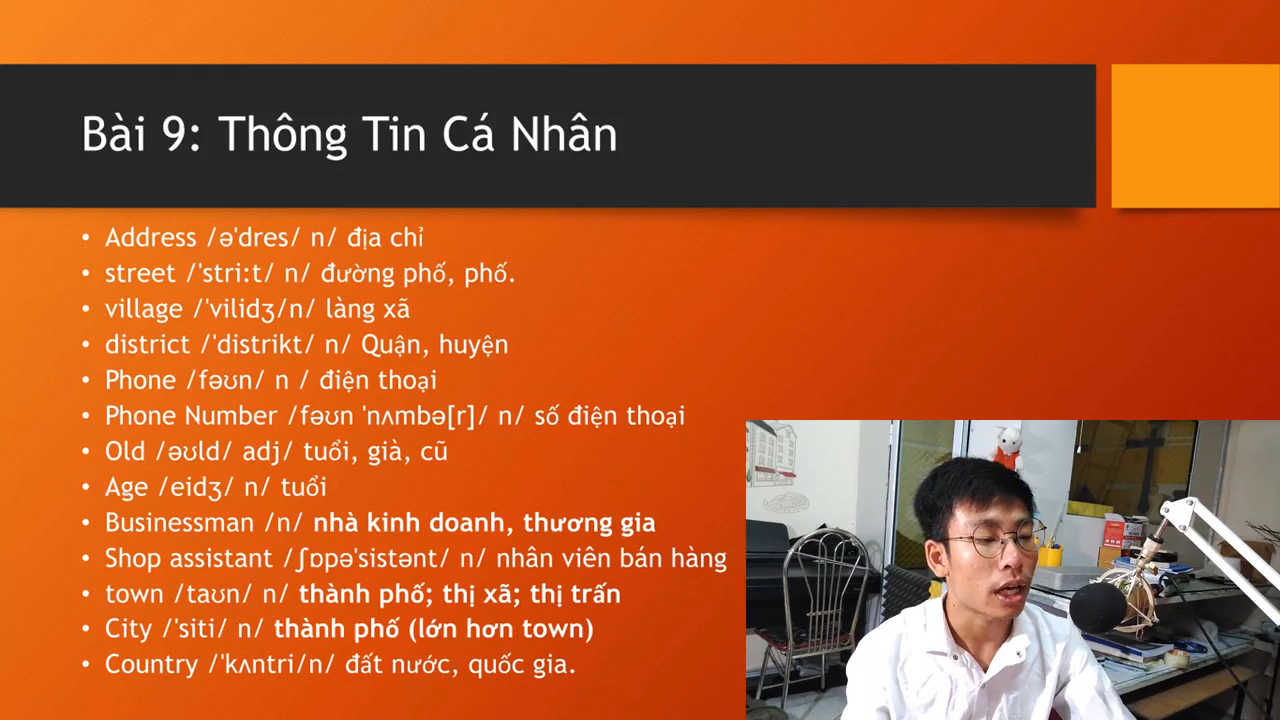 Bài 9: Thông Tin Cá Nhân
• Address /ə'dres/ n/ địa chỉ
• street /'stri:t/ n/ đường phố, phố.
• village /'vilidʒ/n/ làng xã
• district /'distrikt/ n/ Quận, huyện
• Phone /fəʊn/ n / điện thoại
• Phone Number /fəʊn 'nʌmbə[r]/ n/ số điện thoại
• Old /əʊld/ adj/ tuổi, già, cũ
• Age /eidʒ/ n/ tuổi
• Businessman /n/ nhà kinh doanh, thương gia
• Shop assistant /ʃɒpə'sistənt/ n/ nhân viên bán hàng
• town /taʊn/ n/ thành phố; thị xã; thị trấn
• City /'siti/ n/ thành phố (lớn hơn town)
• Country /'kʌntri/n/ đất nước, quốc gia.